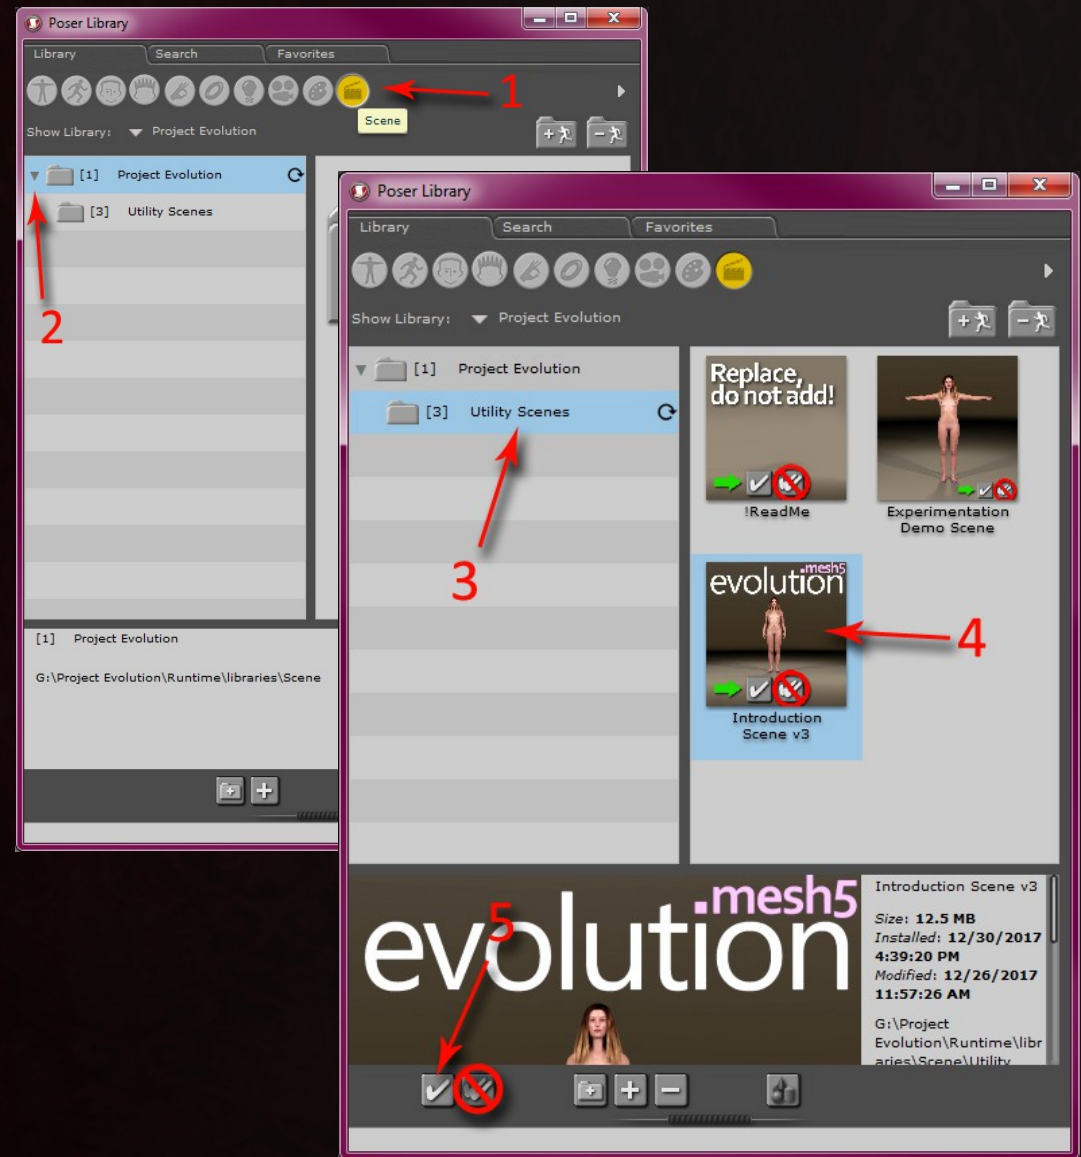 Poser Library
Library
Search
Favorites
1
Scene
Show Library:
Project Evolution
[1] Project Evolution
[3] Utility Scenes
2
[1] Project Evolution
G:\Project Evolution\Runtime\libraries\Scene
Poser Library
Library
Search
Favorites
Show Library:
Project Evolution
[1] Project Evolution
[3] Utility Scenes
3
Replace,
do not add!
!ReadMe
Experimentation
Demo Scene
.mesh5
evolution
4
Introduction
Scene v3
.mesh5
evolution
5
Introduction Scene v3
Size: 12.5 MB
Installed: 12/30/2017
4:39:20 PM
Modified: 12/26/2017
11:57:26 AM
G:\Project
Evolution\Runtime\libr
aries\Scene\Utility